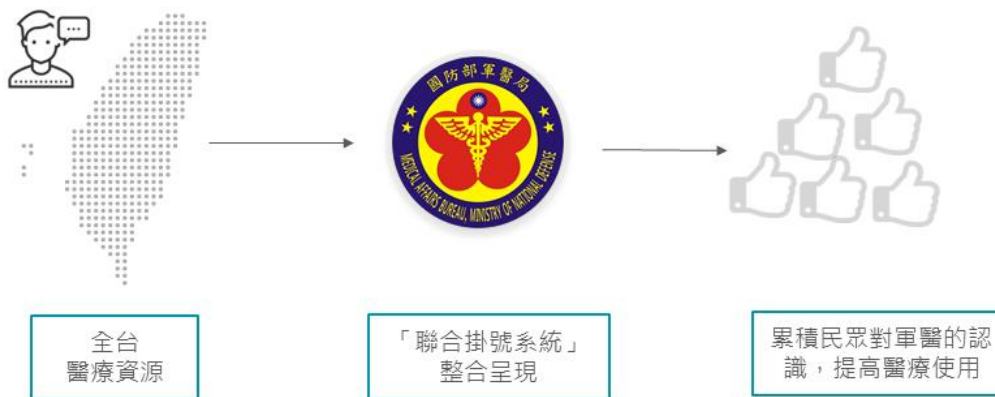 國防部軍醫局
MEDICAL AFFAIRS BUREAU, MINISTRY OF NATIONAL DEFENSE
全台
醫療資源
「聯合掛號系統」
整合呈現
累積民眾對軍醫的認
識，提高醫療使用